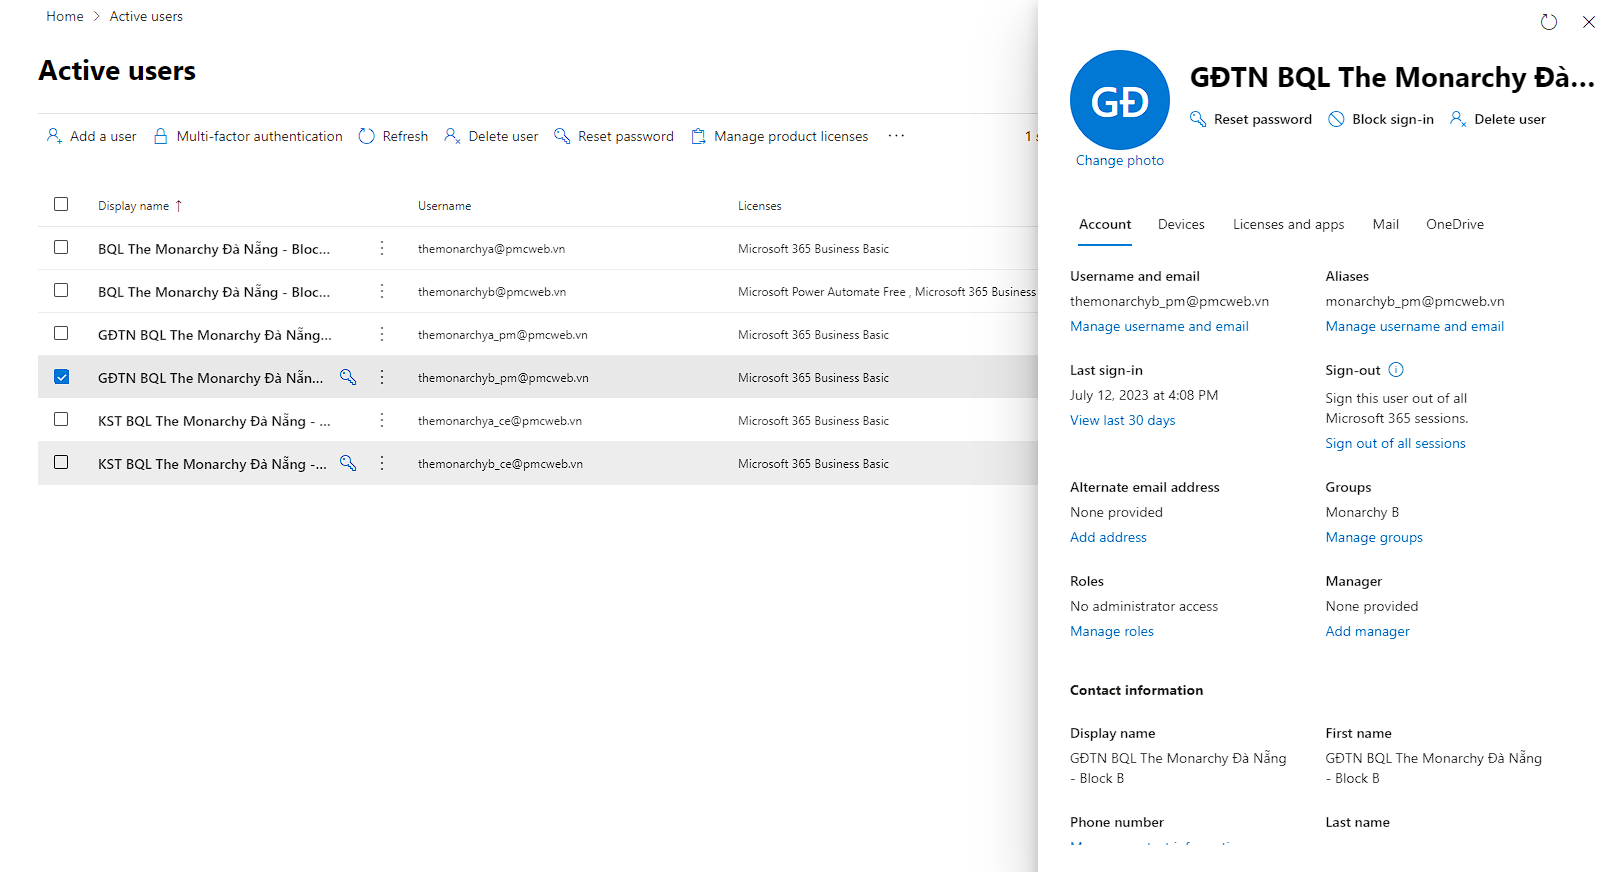 Home > Active users
Active users
Add a user
Multi-factor authentication
Refresh
Delete user
Reset password
Manage product licenses
1
Display name ↑
Username
Licenses
BQL The Monarchy Đà Nẵng - Bloc...
themonarchya@pmcweb.vn
Microsoft 365 Business Basic
BQL The Monarchy Đà Nẵng - Bloc...
themonarchyb@pmcweb.vn
Microsoft Power Automate Free , Microsoft 365 Business
GĐTN BQL The Monarchy Đà Nẵng...
themonarchya_pm@pmcweb.vn
Microsoft 365 Business Basic
GĐTN BQL The Monarchy Đà Nẵn...
themonarchyb_pm@pmcweb.vn
Microsoft 365 Business Basic
KST BQL The Monarchy Đà Nẵng - ...
themonarchya_ce@pmcweb.vn
Microsoft 365 Business Basic
KST BQL The Monarchy Đà Nẵng -...
themonarchyb_ce@pmcweb.vn
Microsoft 365 Business Basic
GĐ
Change photo
GĐTN BQL The Monarchy Đà...
Reset password
Block sign-in
Delete user
Account
Devices
Licenses and apps
Mail
OneDrive
Username and email
themonarchyb_pm@pmcweb.vn
Manage username and email
Aliases
monarchyb_pm@pmcweb.vn
Manage username and email
Last sign-in
July 12, 2023 at 4:08 PM
View last 30 days
Sign-out
Sign this user out of all
Microsoft 365 sessions.
Sign out of all sessions
Alternate email address
None provided
Add address
Groups
Monarchy B
Manage groups
Roles
No administrator access
Manage roles
Manager
None provided
Add manager
Contact information
Display name
GĐTN BQL The Monarchy Đà Nẵng
- Block B
First name
GĐTN BQL The Monarchy Đà Nẵng
- Block B
Phone number
Last name